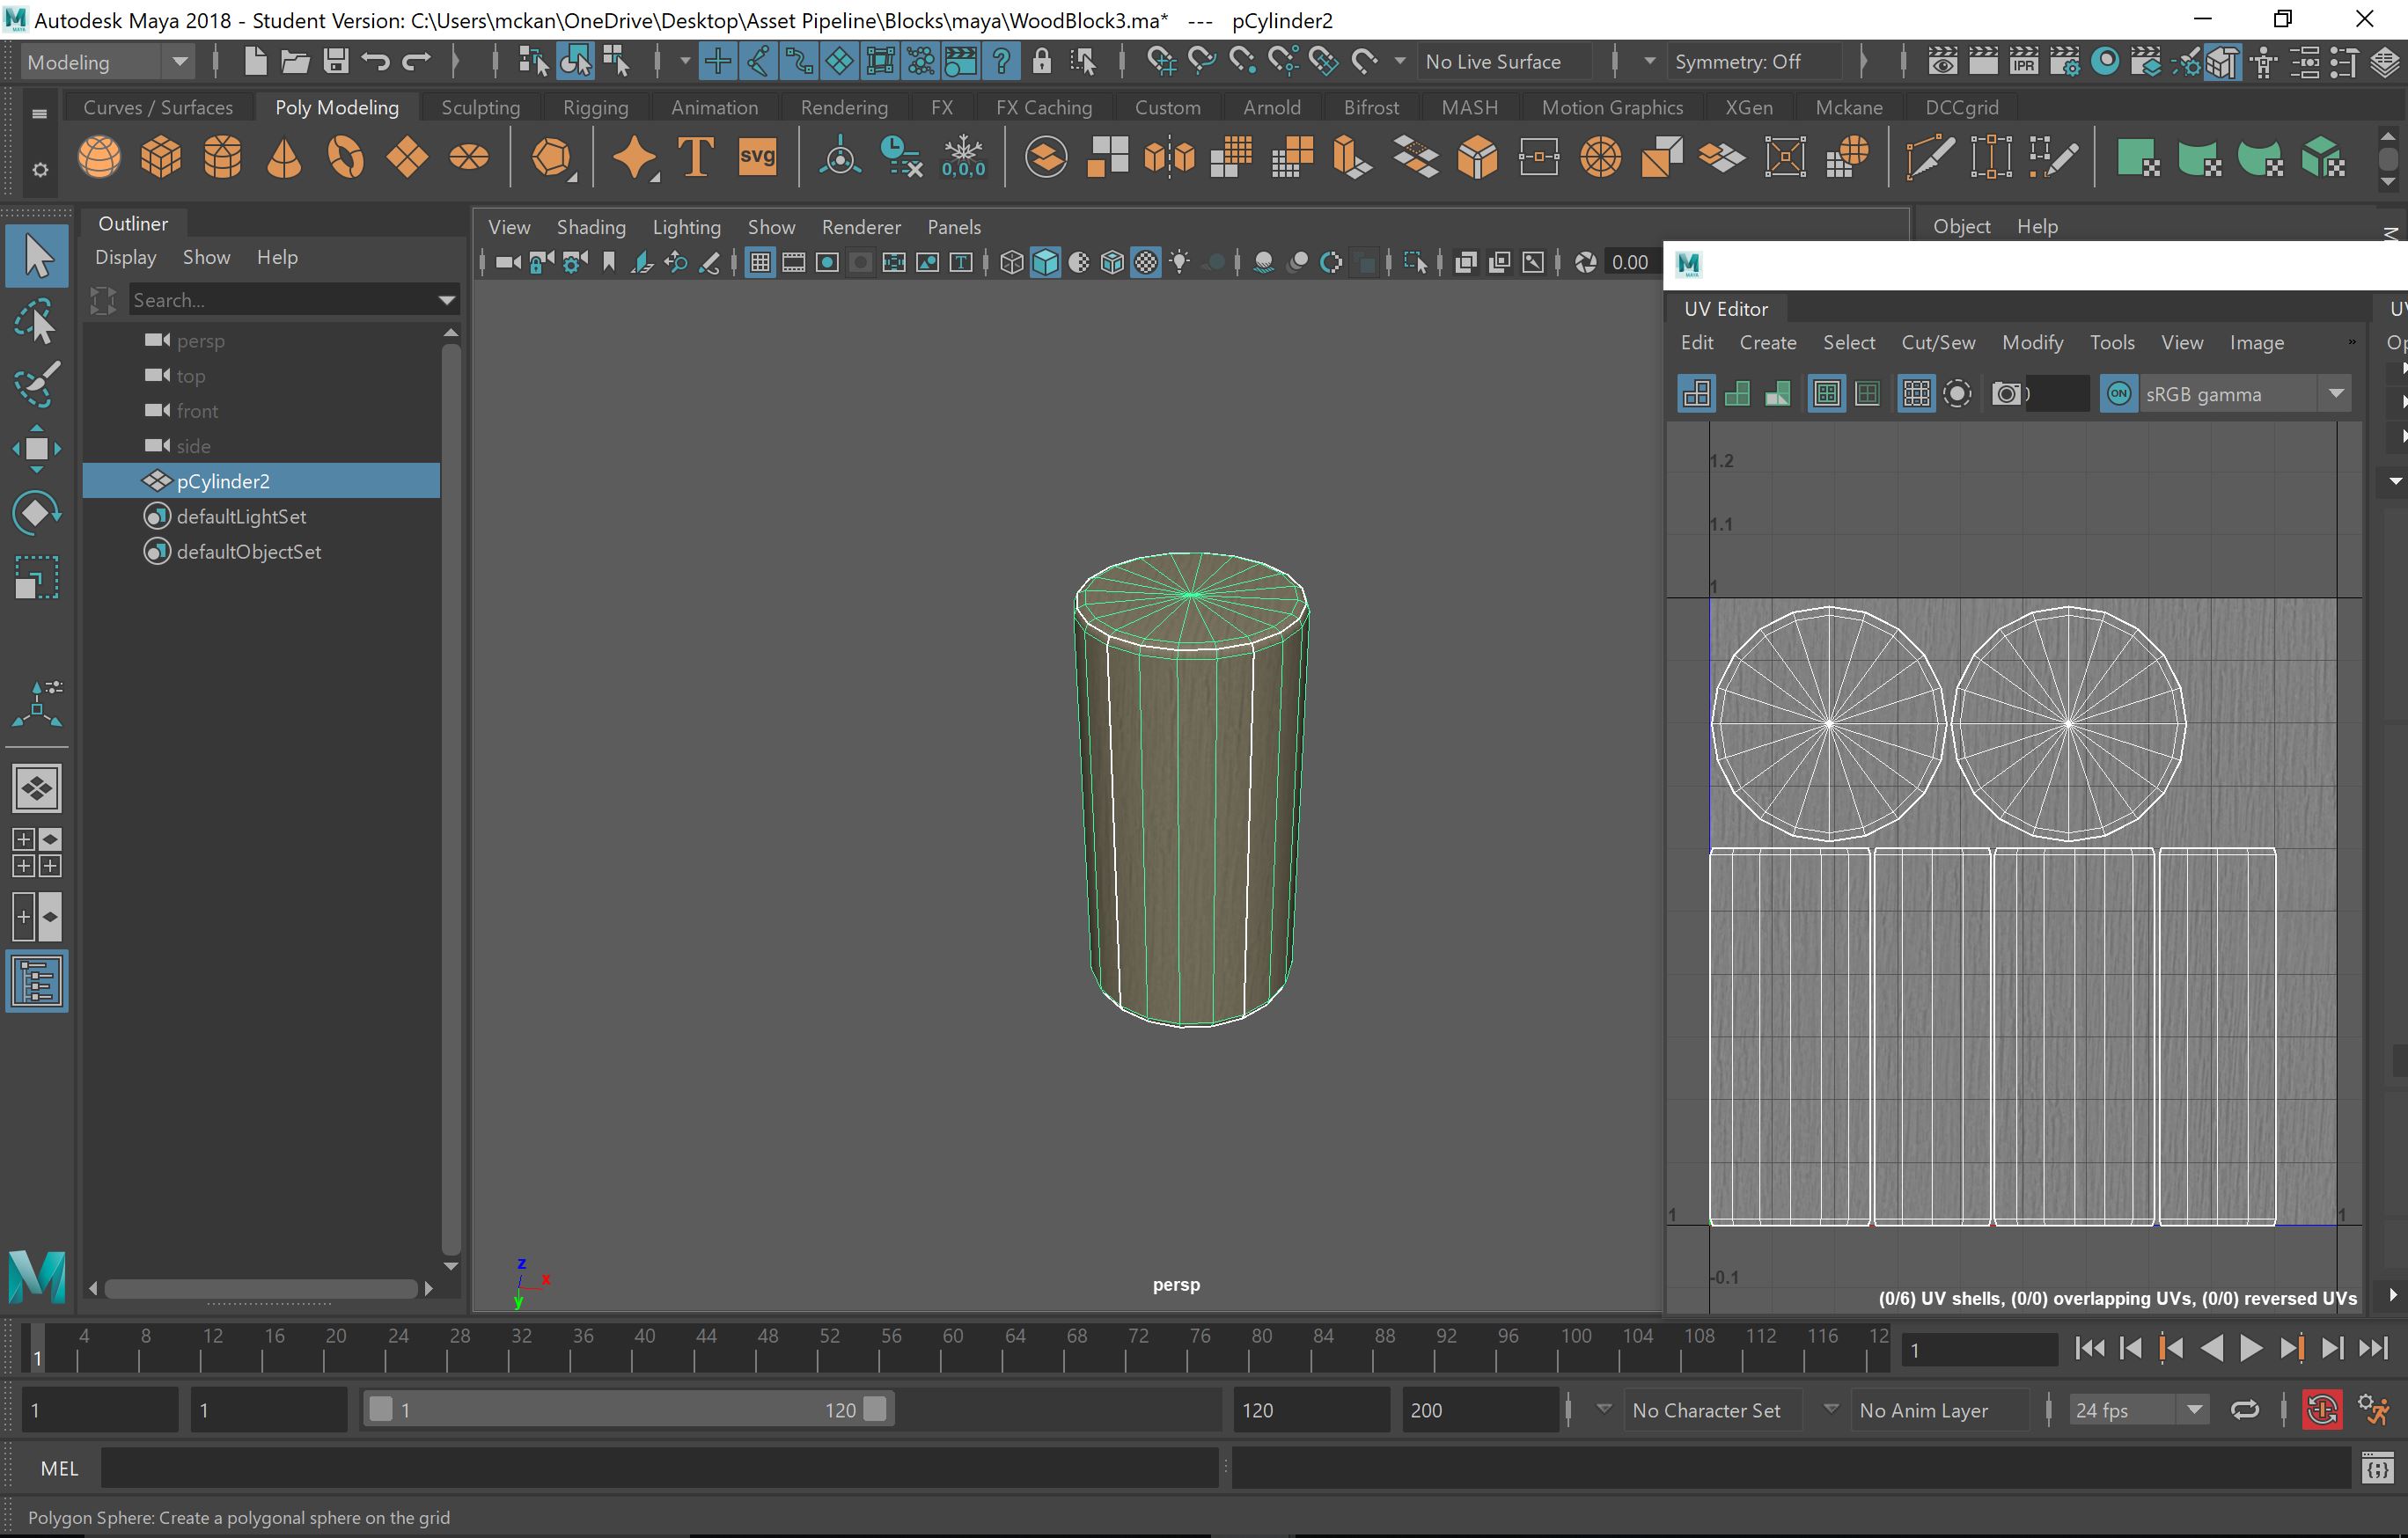 Autodesk Maya 2018 - Student Version: C:\Users\mckan\OneDrive\Desktop\Asset Pipeline\Blocks\maya\WoodBlock3.ma* --- pCylinder2
Modeling
No Live Surface
Symmetry: Off
IPR
Curves / Surfaces
Poly Modeling
Sculpting
Rigging
Animation
Rendering
FX
FX Caching
Custom
Arnold
Bifrost
MASH
Motion Graphics
XGen
Mckane
DCCgrid
T
SVG
0,0,0
Outliner
Display Show Help
Search...
persp
top
front
side
pCylinder2
defaultLightSet
defaultObjectSet
View Shading Lighting Show Renderer Panels
0.00
Object Help
UV Editor
Edit Create Select Cut/Sew Modify Tools View Image
ON
sRGB gamma
1.2
1.1
1
1
1
-0.1
(0/6) UV shells, (0/0) overlapping UVs, (0/0) reversed UVs
z
x
y
persp
4 8 12 16 20 24 28 32 36 40 44 48 52 56 60 64 68 72 76 80 84 88 92 96 100 104 108 112 116 12
1
1
1
1
1
120
120
200
No Character Set
No Anim Layer
24 fps
MEL
Polygon Sphere: Create a polygonal sphere on the grid